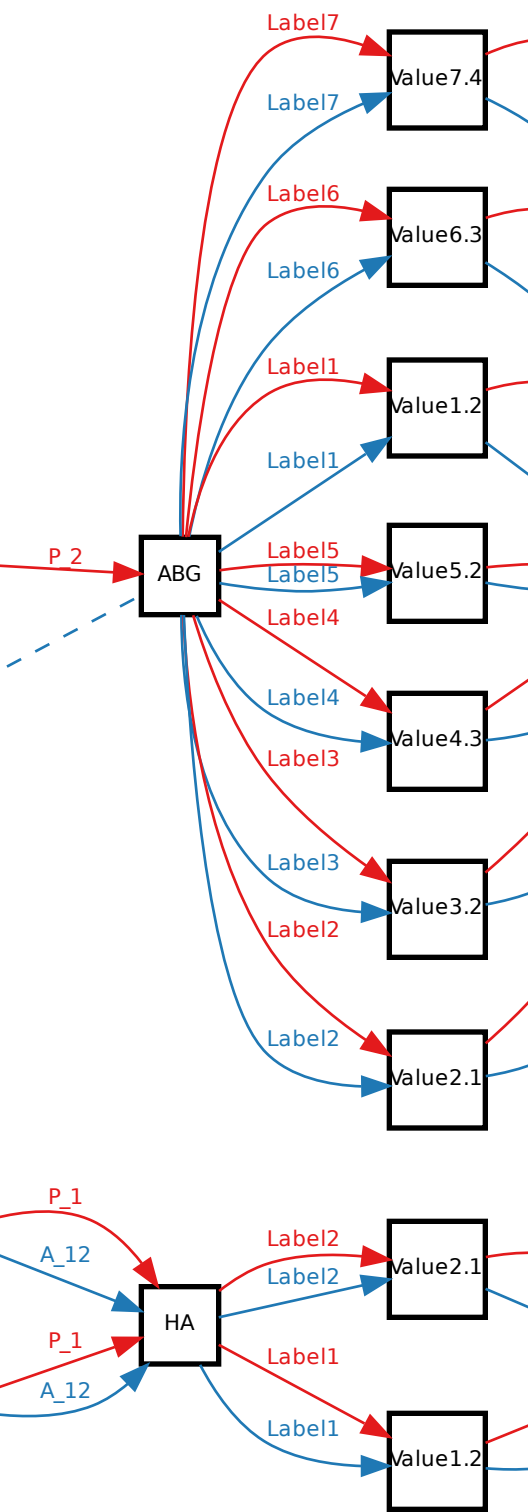 Label7
Value7.4
Label7
Label6
Value6.3
Label6
Label1
Value1.2
Label1
P_2
ABG
Label5
Value5.2
Label5
Label4
Label4
Value4.3
Label3
Label3
Value3.2
Label2
Label2
Value2.1
P_1
A_12
Label2
Value2.1
Label2
HA
P_1
Label1
A_12
Label1
Value1.2